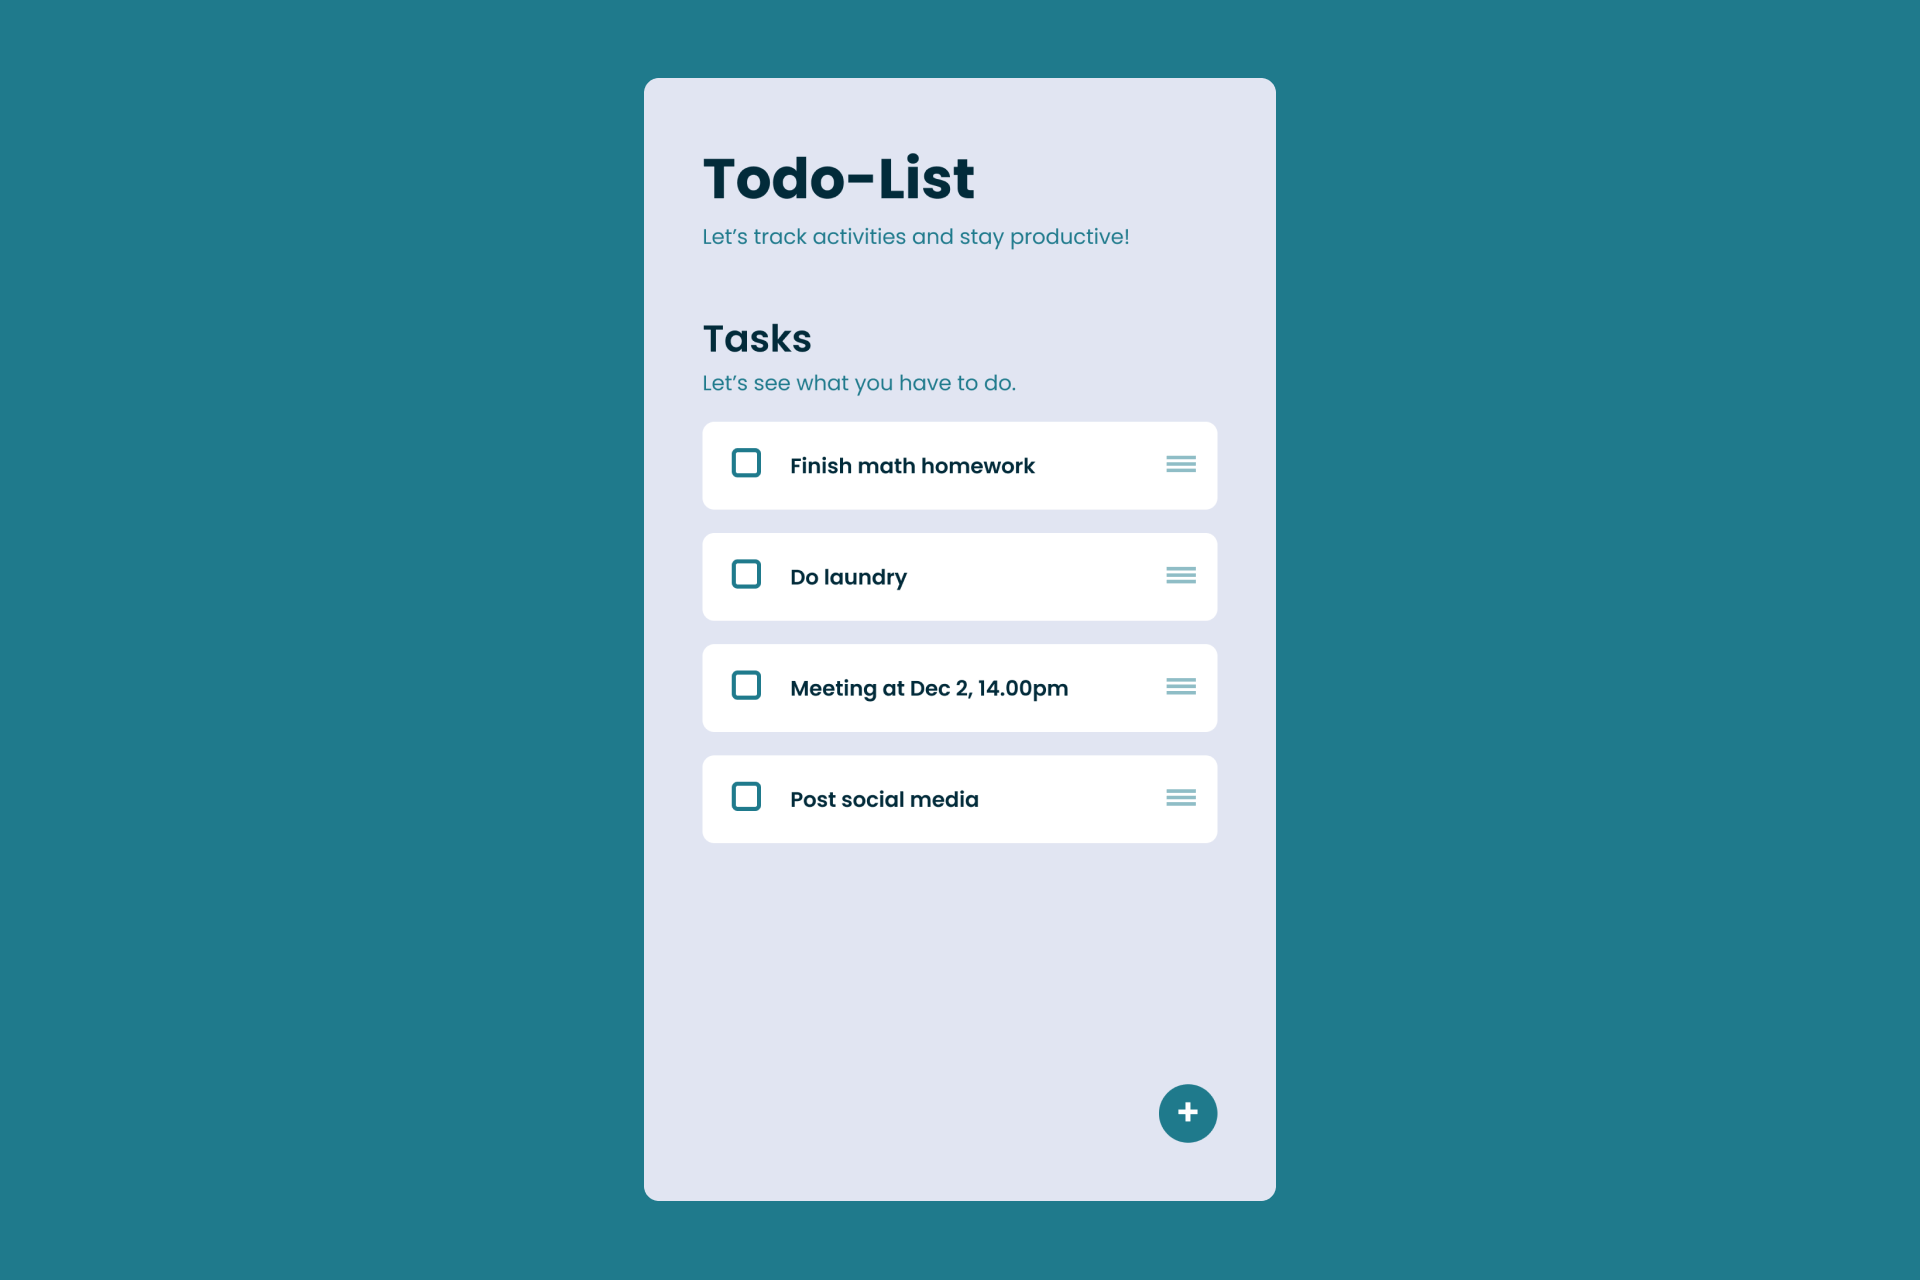 Todo-List
Let’s track activities and stay productive!
Tasks
Let’s see what you have to do.
Finish math homework
Do laundry
Meeting at Dec 2, 14.00pm
Post social media
+